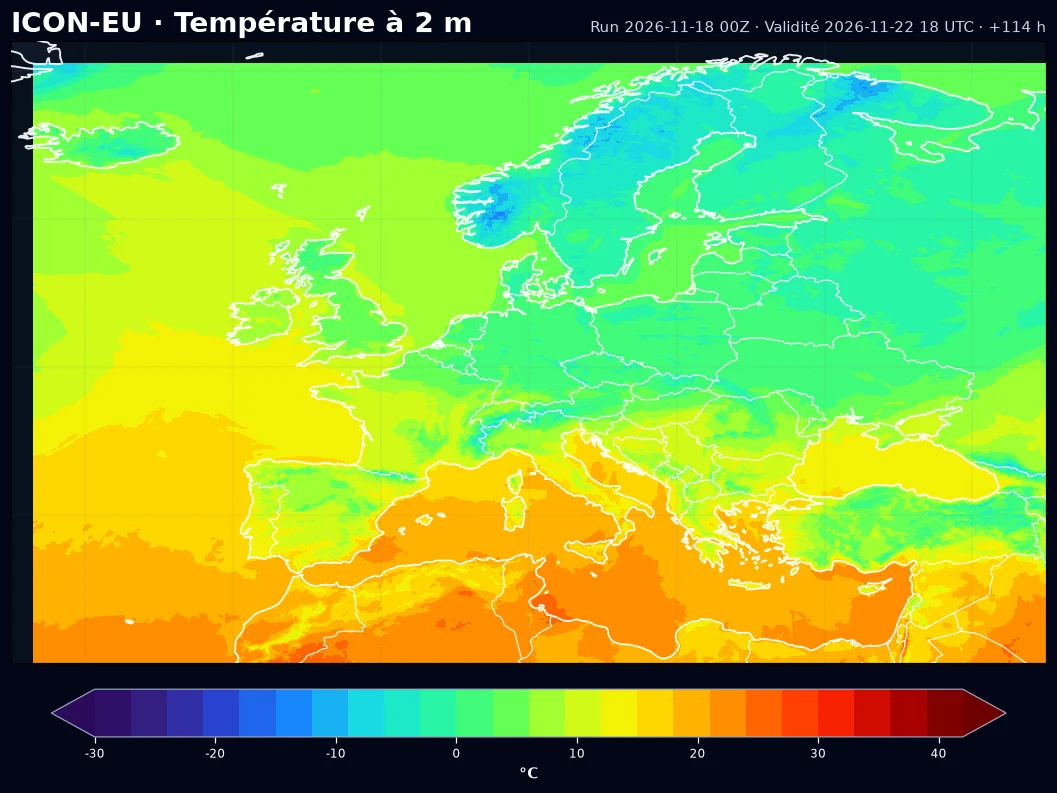 ICON-EU · Température à 2 m
Run 2026-11-18 00Z · Validité 2026-11-22 18 UTC · +114 h
-30 -20 -10 0 10 20 30 40
°C